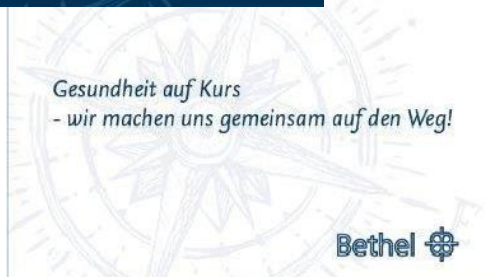 Gesundheit auf Kurs
- wir machen uns gemeinsam auf den Weg!
Bethel